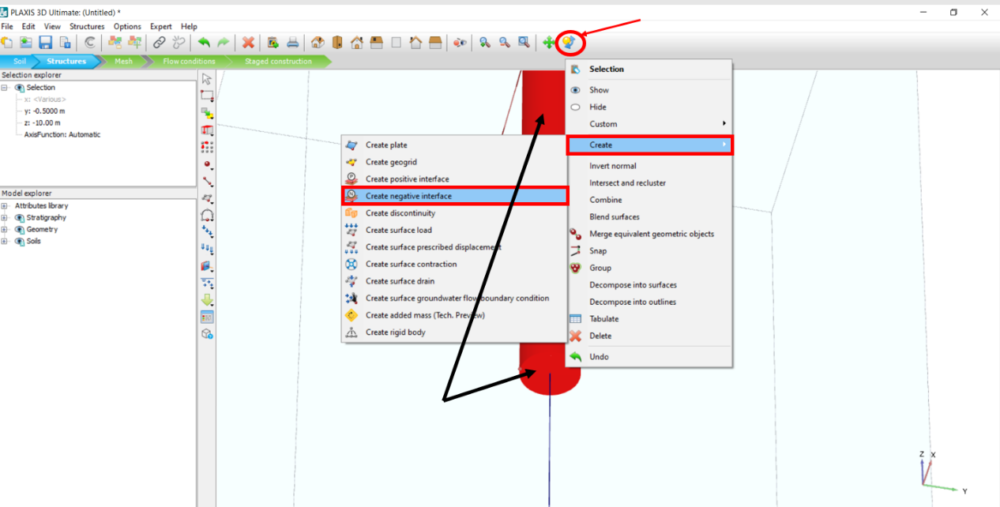 PLAXIS 3D Ultimate: (Untitled) *
File Edit View Structures Options Expert Help
Soil Structures Mesh Flow conditions Staged construction
Selection explorer
Selection
x: <Various>
y: -0.5000 m
z: -10.00 m
AxisFunction: Automatic
Model explorer
Attributes library
Stratigraphy
Geometry
Soils
Create plate
Create geogrid
Create positive interface
Create negative interface
Create discontinuity
Create surface load
Create surface prescribed displacement
Create surface contraction
Create surface drain
Create surface groundwater flow boundary condition
Create added mass (Tech. Preview)
Create rigid body
Selection
Show
Hide
Custom
Create
Invert normal
Intersect and recluster
Combine
Blend surfaces
Merge equivalent geometric objects
Snap
Group
Decompose into surfaces
Decompose into outlines
Tabulate
Delete
Undo
Z X
Y